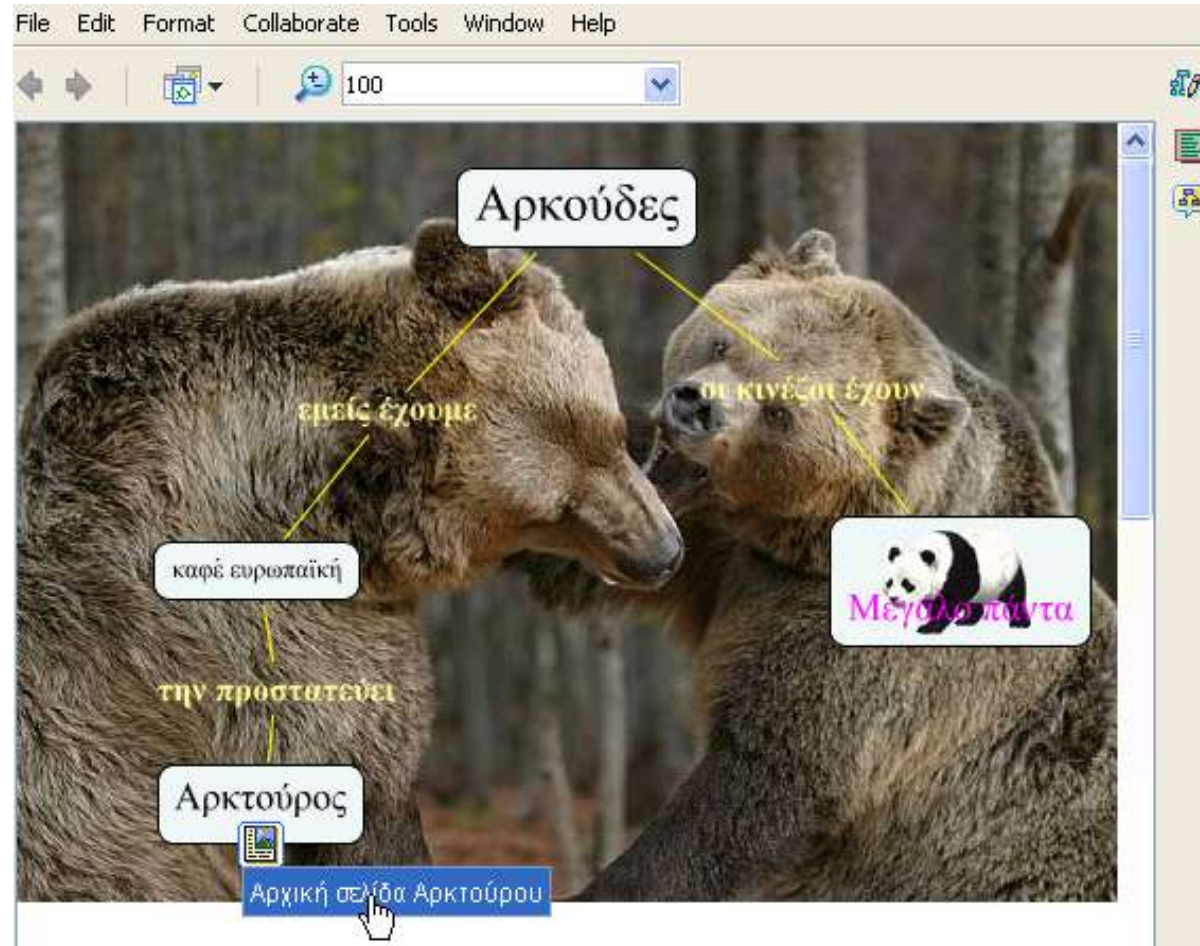 File Edit Format Collaborate Tools Window Help
100
Αρκούδες
εμείς έχουμε
οι κινέζοι έχουν
καφέ ευρωπαϊκή
Μεγάλο πάντα
την προστατεύει
Αρκτούρος
Αρχική σελίδα Αρκτούρου